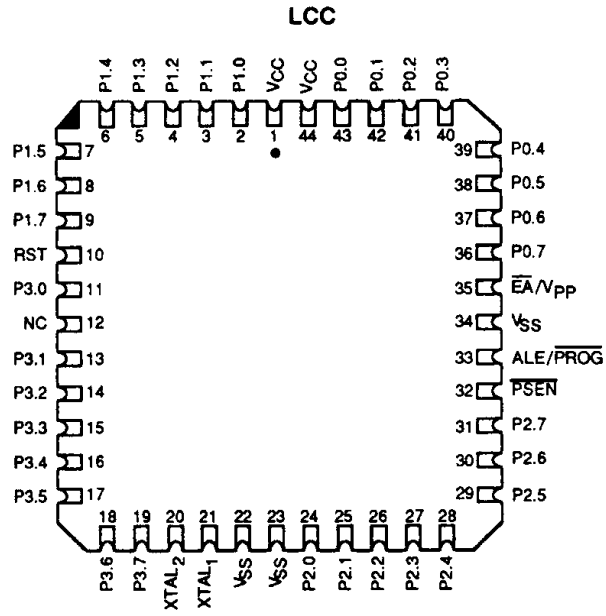 LCC
P1.4 P1.3 P1.2 P1.1 P1.0 VCC VCC P0.0 P0.1 P0.2 P0.3
6 5 4 3 2 1 44 43 42 41 40
P1.5 7 39 P0.4
P1.6 8 38 P0.5
P1.7 9 37 P0.6
RST 10 36 P0.7
P3.0 11 35 E̅A̅/VPP
NC 12 34 VSS
P3.1 13 33 ALE/P̅R̅O̅G̅
P3.2 14 32 P̅S̅E̅N̅
P3.3 15 31 P2.7
P3.4 16 30 P2.6
P3.5 17 29 P2.5
18 19 20 21 22 23 24 25 26 27 28
P3.6 P3.7 XTAL2 XTAL1 VSS VSS P2.0 P2.1 P2.2 P2.3 P2.4